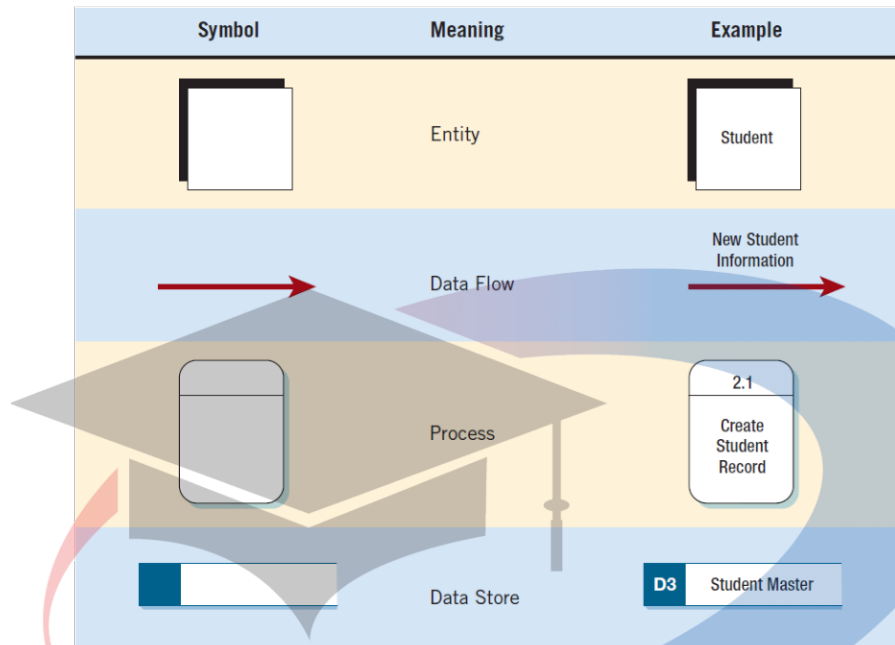 Symbol Meaning Example
Entity Student
New Student
Information
Data Flow
2.1
Create
Student
Record
Process
D3 Student Master
Data Store